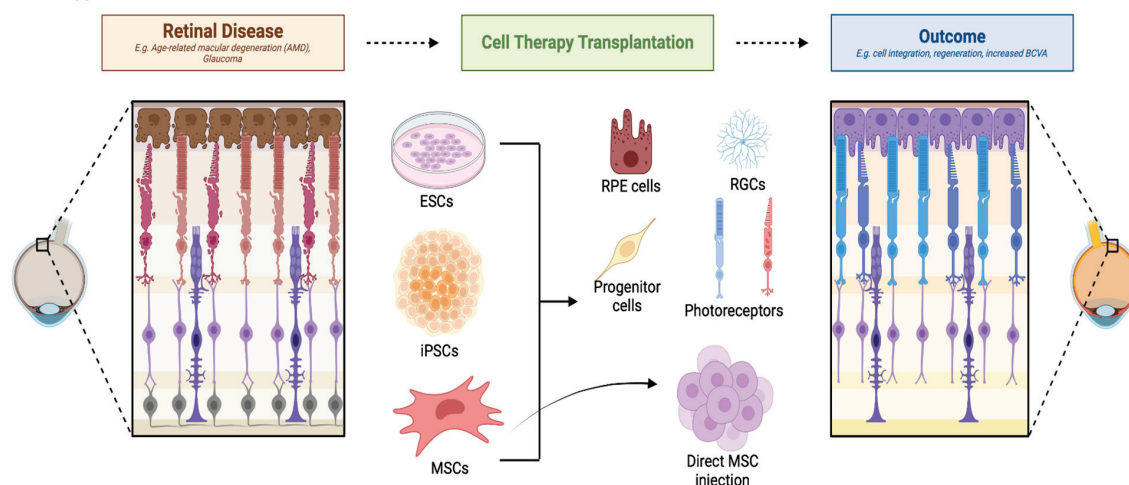 Retinal Disease
E.g. Age-related macular degeneration (AMD),
Glaucoma
Cell Therapy Transplantation
Outcome
E.g. cell integration, regeneration, increased BCVA
ESCs
iPSCs
MSCs
RPE cells
RGCs
Progenitor
cells
Photoreceptors
Direct MSC
injection